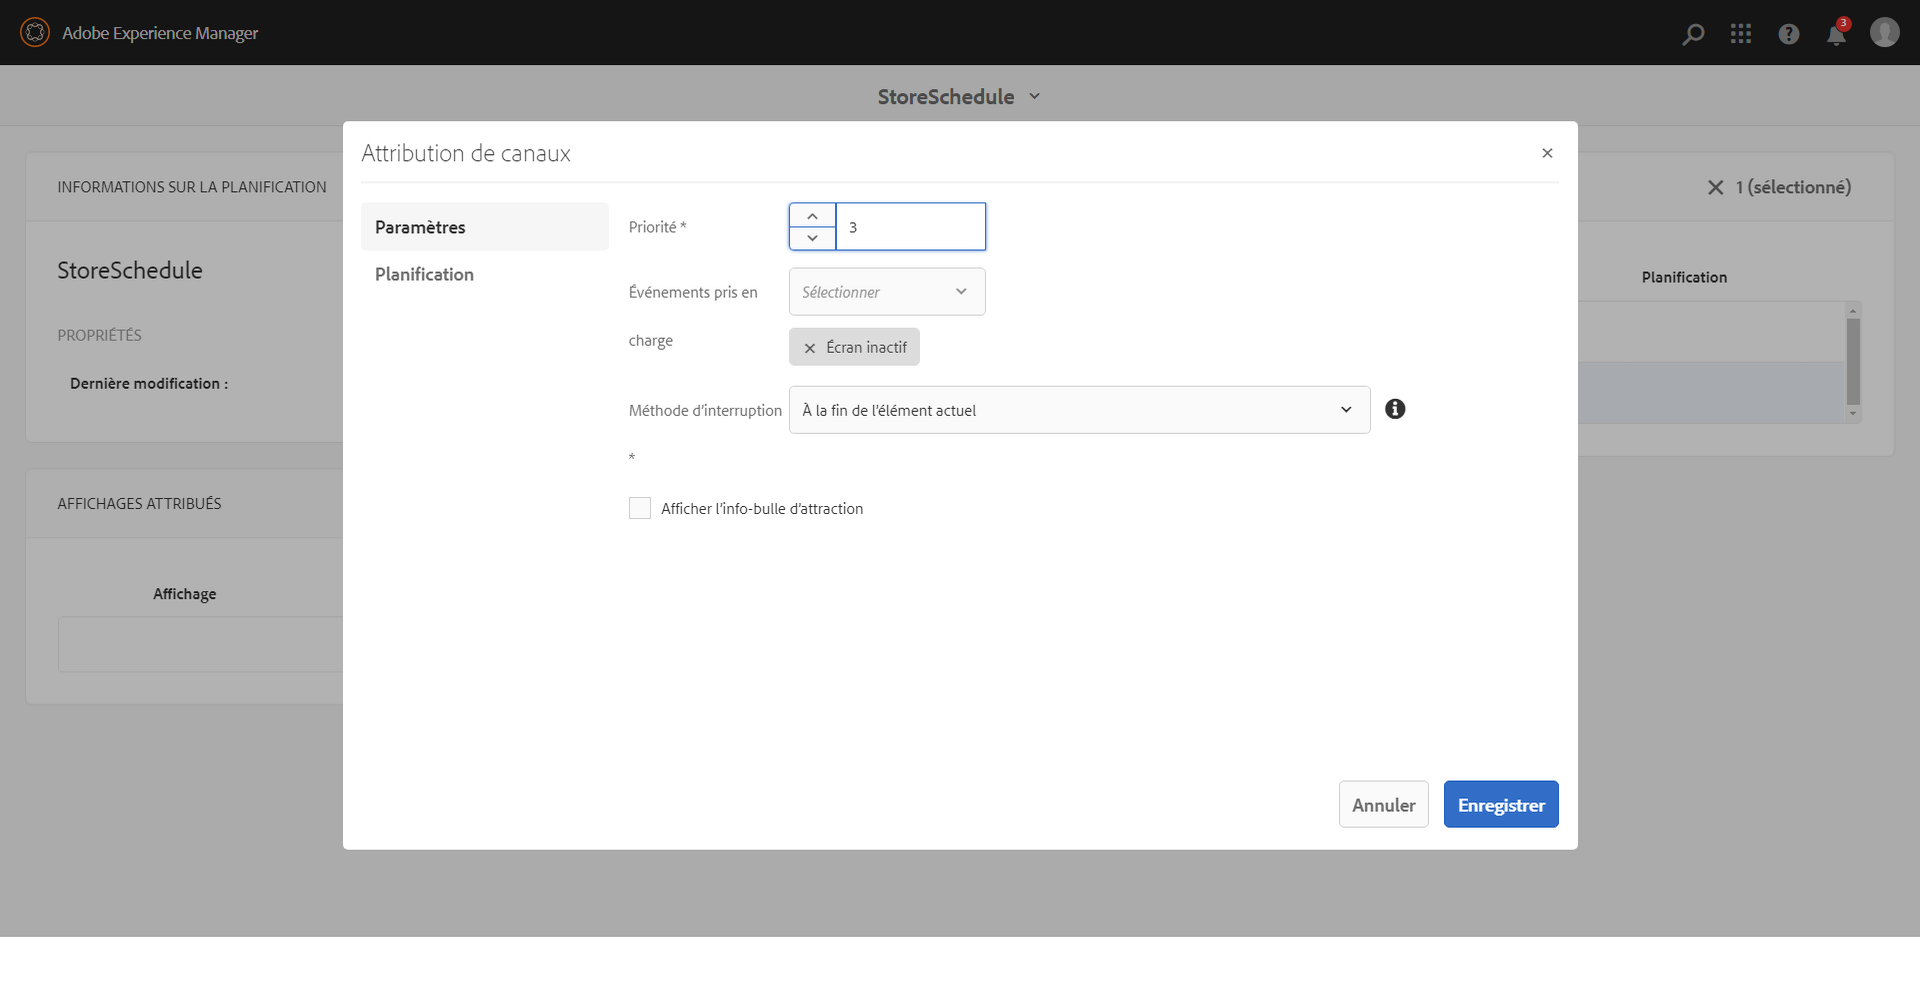 Adobe Experience Manager
3
StoreSchedule
INFORMATIONS SUR LA PLANIFICATION
StoreSchedule
PROPRIÉTÉS
Dernière modification :
AFFICHAGES ATTRIBUÉS
Affichage
Attribution de canaux
Paramètres
Planification
Priorité *
3
Événements pris en
charge
Sélectionner
Écran inactif
Méthode d'interruption
*
À la fin de l'élément actuel
Afficher l'info-bulle d'attraction
Annuler
Enregistrer
1 (sélectionné)
Planification